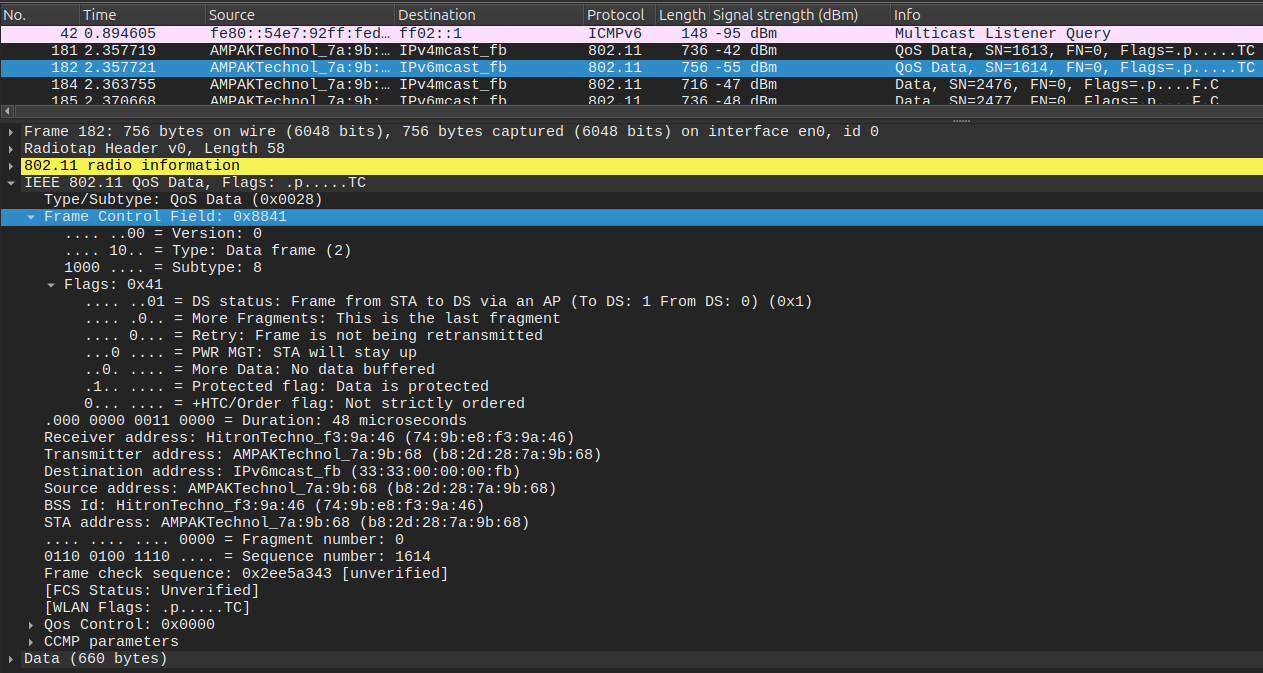 No. Time Source Destination Protocol Length Signal strength (dBm) Info
42 0.894605 fe80::54e7:92ff:fed… ff02::1 ICMPv6 148 -95 dBm Multicast Listener Query
181 2.357719 AMPAKTechnol_7a:9b:… IPv4mcast_fb 802.11 736 -42 dBm QoS Data, SN=1613, FN=0, Flags=.p.....TC
182 2.357721 AMPAKTechnol_7a:9b:… IPv6mcast_fb 802.11 756 -55 dBm QoS Data, SN=1614, FN=0, Flags=.p.....TC
184 2.363755 AMPAKTechnol_7a:9b:… IPv4mcast_fb 802.11 716 -47 dBm Data, SN=2476, FN=0, Flags=.p....F.C
185 2.370668 AMPAKTechnol_7a:9b:… IPv6mcast_fb 802.11 736 -48 dBm Data, SN=2477, FN=0, Flags=.p....F.C
Frame 182: 756 bytes on wire (6048 bits), 756 bytes captured (6048 bits) on interface en0, id 0
Radiotap Header v0, Length 58
802.11 radio information
IEEE 802.11 QoS Data, Flags: .p.....TC
Type/Subtype: QoS Data (0x0028)
Frame Control Field: 0x8841
.... ..00 = Version: 0
.... 10.. = Type: Data frame (2)
1000 .... = Subtype: 8
Flags: 0x41
.... ..01 = DS status: Frame from STA to DS via an AP (To DS: 1 From DS: 0) (0x1)
.... .0.. = More Fragments: This is the last fragment
.... 0... = Retry: Frame is not being retransmitted
...0 .... = PWR MGT: STA will stay up
..0. .... = More Data: No data buffered
.1.. .... = Protected flag: Data is protected
0... .... = +HTC/Order flag: Not strictly ordered
.000 0000 0011 0000 = Duration: 48 microseconds
Receiver address: HitronTechno_f3:9a:46 (74:9b:e8:f3:9a:46)
Transmitter address: AMPAKTechnol_7a:9b:68 (b8:2d:28:7a:9b:68)
Destination address: IPv6mcast_fb (33:33:00:00:00:fb)
Source address: AMPAKTechnol_7a:9b:68 (b8:2d:28:7a:9b:68)
BSS Id: HitronTechno_f3:9a:46 (74:9b:e8:f3:9a:46)
STA address: AMPAKTechnol_7a:9b:68 (b8:2d:28:7a:9b:68)
.... .... .... 0000 = Fragment number: 0
0110 0100 1110 .... = Sequence number: 1614
Frame check sequence: 0x2ee5a343 [unverified]
[FCS Status: Unverified]
[WLAN Flags: .p.....TC]
Qos Control: 0x0000
CCMP parameters
Data (660 bytes)